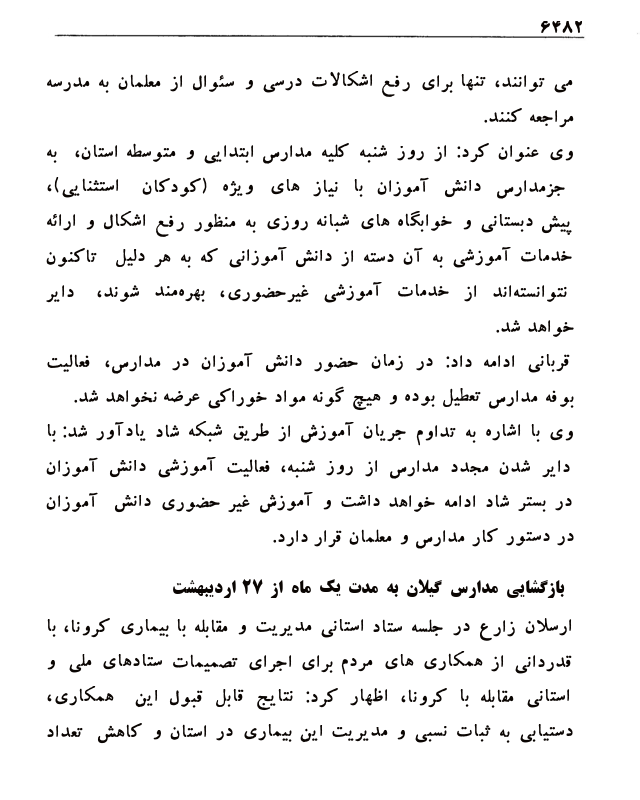 ۶۴۸۲
می توانند، تنها برای رفع اشکالات درسی و سئوال از معلمان به مدرسه
مراجعه کنند.
وی عنوان کرد: از روز شنبه کلیه مدارس ابتدایی و متوسطه استان، به
جزمدارس دانش آموزان با نیاز های ویژه (کودکان استثنایی)،
پیش دبستانی و خوابگاه های شبانه روزی به منظور رفع اشکال و ارائه
خدمات آموزشی به آن دسته از دانش آموزانی که به هر دلیل تاکنون
نتوانسته‌اند از خدمات آموزشی غیرحضوری، بهره‌مند شوند، دایر
خواهد شد.
قربانی ادامه داد: در زمان حضور دانش آموزان در مدارس، فعالیت
بوفه مدارس تعطیل بوده و هیچ گونه مواد خوراکی عرضه نخواهد شد.
وی با اشاره به تداوم جریان آموزش از طریق شبکه شاد یادآور شد: با
دایر شدن مجدد مدارس از روز شنبه، فعالیت آموزشی دانش آموزان
در بستر شاد ادامه خواهد داشت و آموزش غیر حضوری دانش آموزان
در دستور کار مدارس و معلمان قرار دارد.
بازگشایی مدارس گیلان به مدت یک ماه از ۲۷ اردیبهشت
ارسلان زارع در جلسه ستاد استانی مدیریت و مقابله با بیماری کرونا، با
قدردانی از همکاری های مردم برای اجرای تصمیمات ستادهای ملی و
استانی مقابله با کرونا، اظهار کرد: نتایج قابل قبول این همکاری،
دستیابی به ثبات نسبی و مدیریت این بیماری در استان و کاهش تعداد